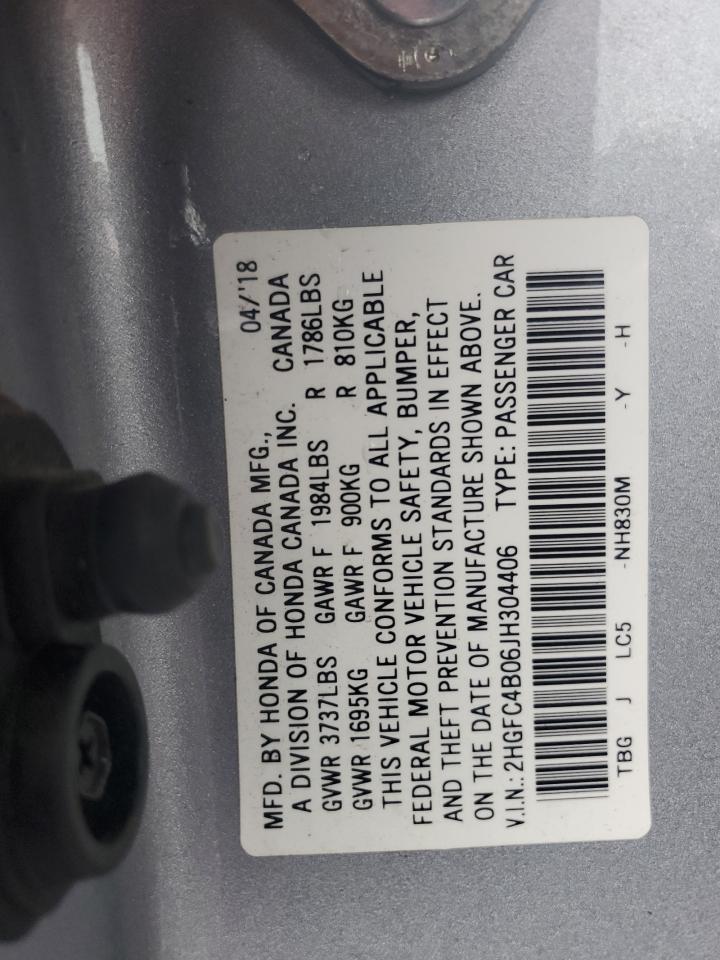 MFD. BY HONDA OF CANADA MFG., 04/'18
A DIVISION OF HONDA CANADA INC. CANADA
GVWR 3737LBS GAWR F 1984LBS R 1786LBS
GVWR 1695KG GAWR F 900KG R 810KG
THIS VEHICLE CONFORMS TO ALL APPLICABLE
FEDERAL MOTOR VEHICLE SAFETY, BUMPER,
AND THEFT PREVENTION STANDARDS IN EFFECT
ON THE DATE OF MANUFACTURE SHOWN ABOVE.
V.I.N.: 2HGFC4B06JH304406 TYPE: PASSENGER CAR
TBG J LC5 -NH830M -Y -H